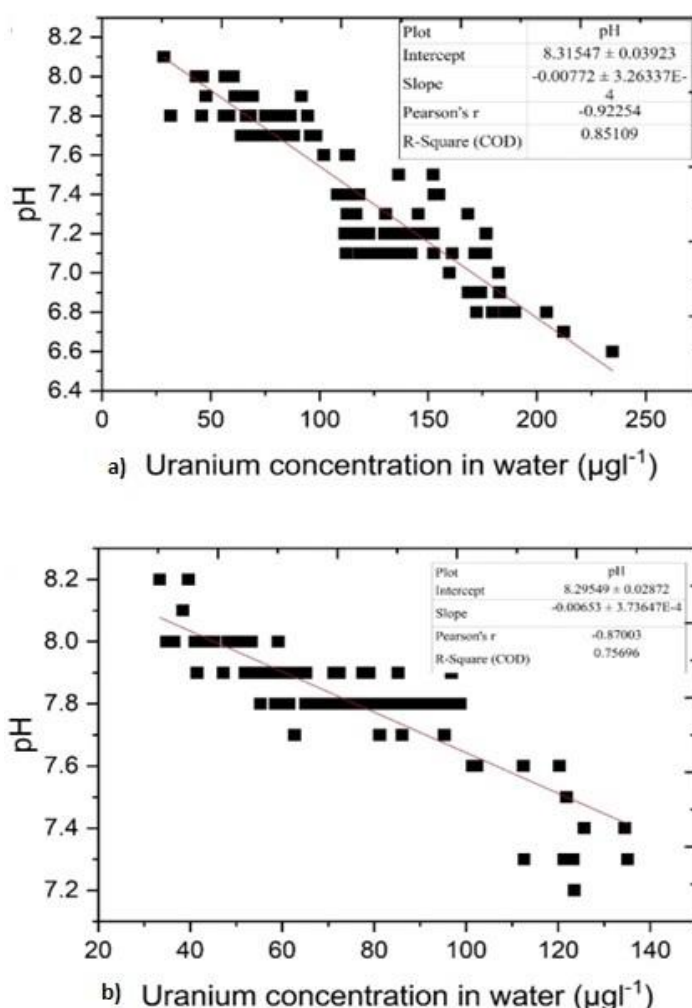 Plot pH
Intercept 8.31547 ± 0.03923
Slope -0.00772 ± 3.26337E-
4
Pearson's r -0.92254
R-Square (COD) 0.85109
8.2
8.0
7.8
7.6
7.4
7.2
7.0
6.8
6.6
6.4
pH
0 50 100 150 200 250
a) Uranium concentration in water (µgl-1)
Plot pH
Intercept 8.29549 ± 0.02872
Slope -0.00653 ± 3.73647E-4
Pearson's r -0.87003
R-Square (COD) 0.75696
8.2
8.0
7.8
7.6
7.4
7.2
pH
20 40 60 80 100 120 140
b) Uranium concentration in water (µgl-1)